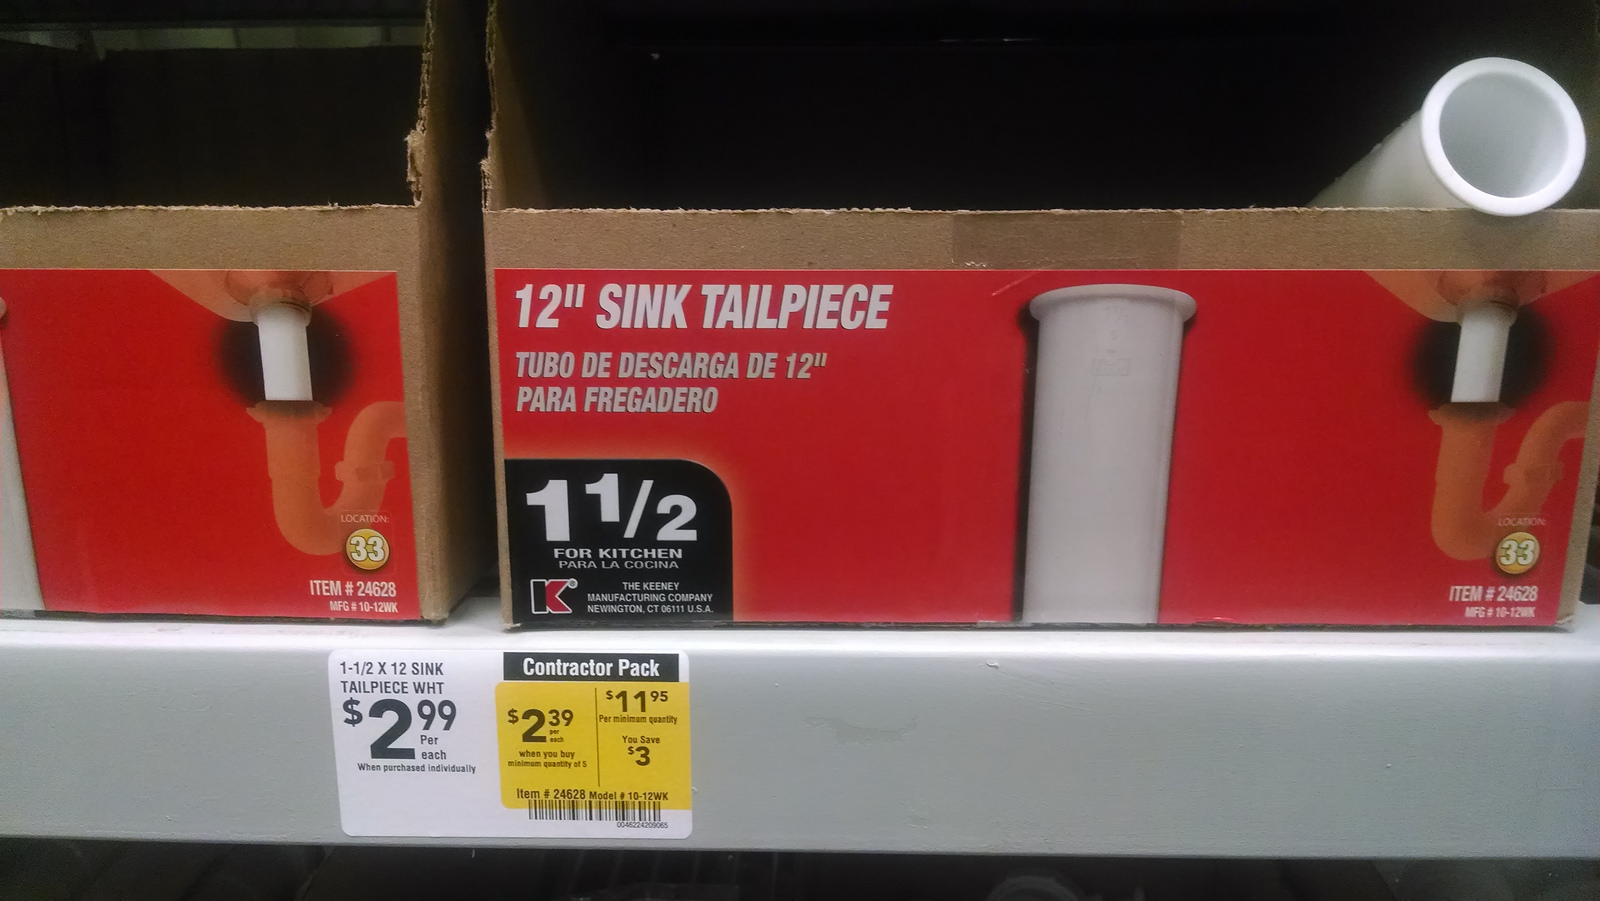 LOCATION:
33
ITEM # 24628
MFG # 10-12WK
12" SINK TAILPIECE
TUBO DE DESCARGA DE 12"
PARA FREGADERO
1 1/2
FOR KITCHEN
PARA LA COCINA
K®
THE KEENEY
MANUFACTURING COMPANY
NEWINGTON, CT 06111 U.S.A.
LOCATION:
33
ITEM # 24628
MFG # 10-12WK
1-1/2 X 12 SINK
TAILPIECE WHT
$2.99
Per
each
When purchased individually
Contractor Pack
$2.39
per
each
when you buy
minimum quantity of 5
$11.95
Per minimum quantity
You Save
$3
Item # 24628 Model # 10-12WK
0046224209065